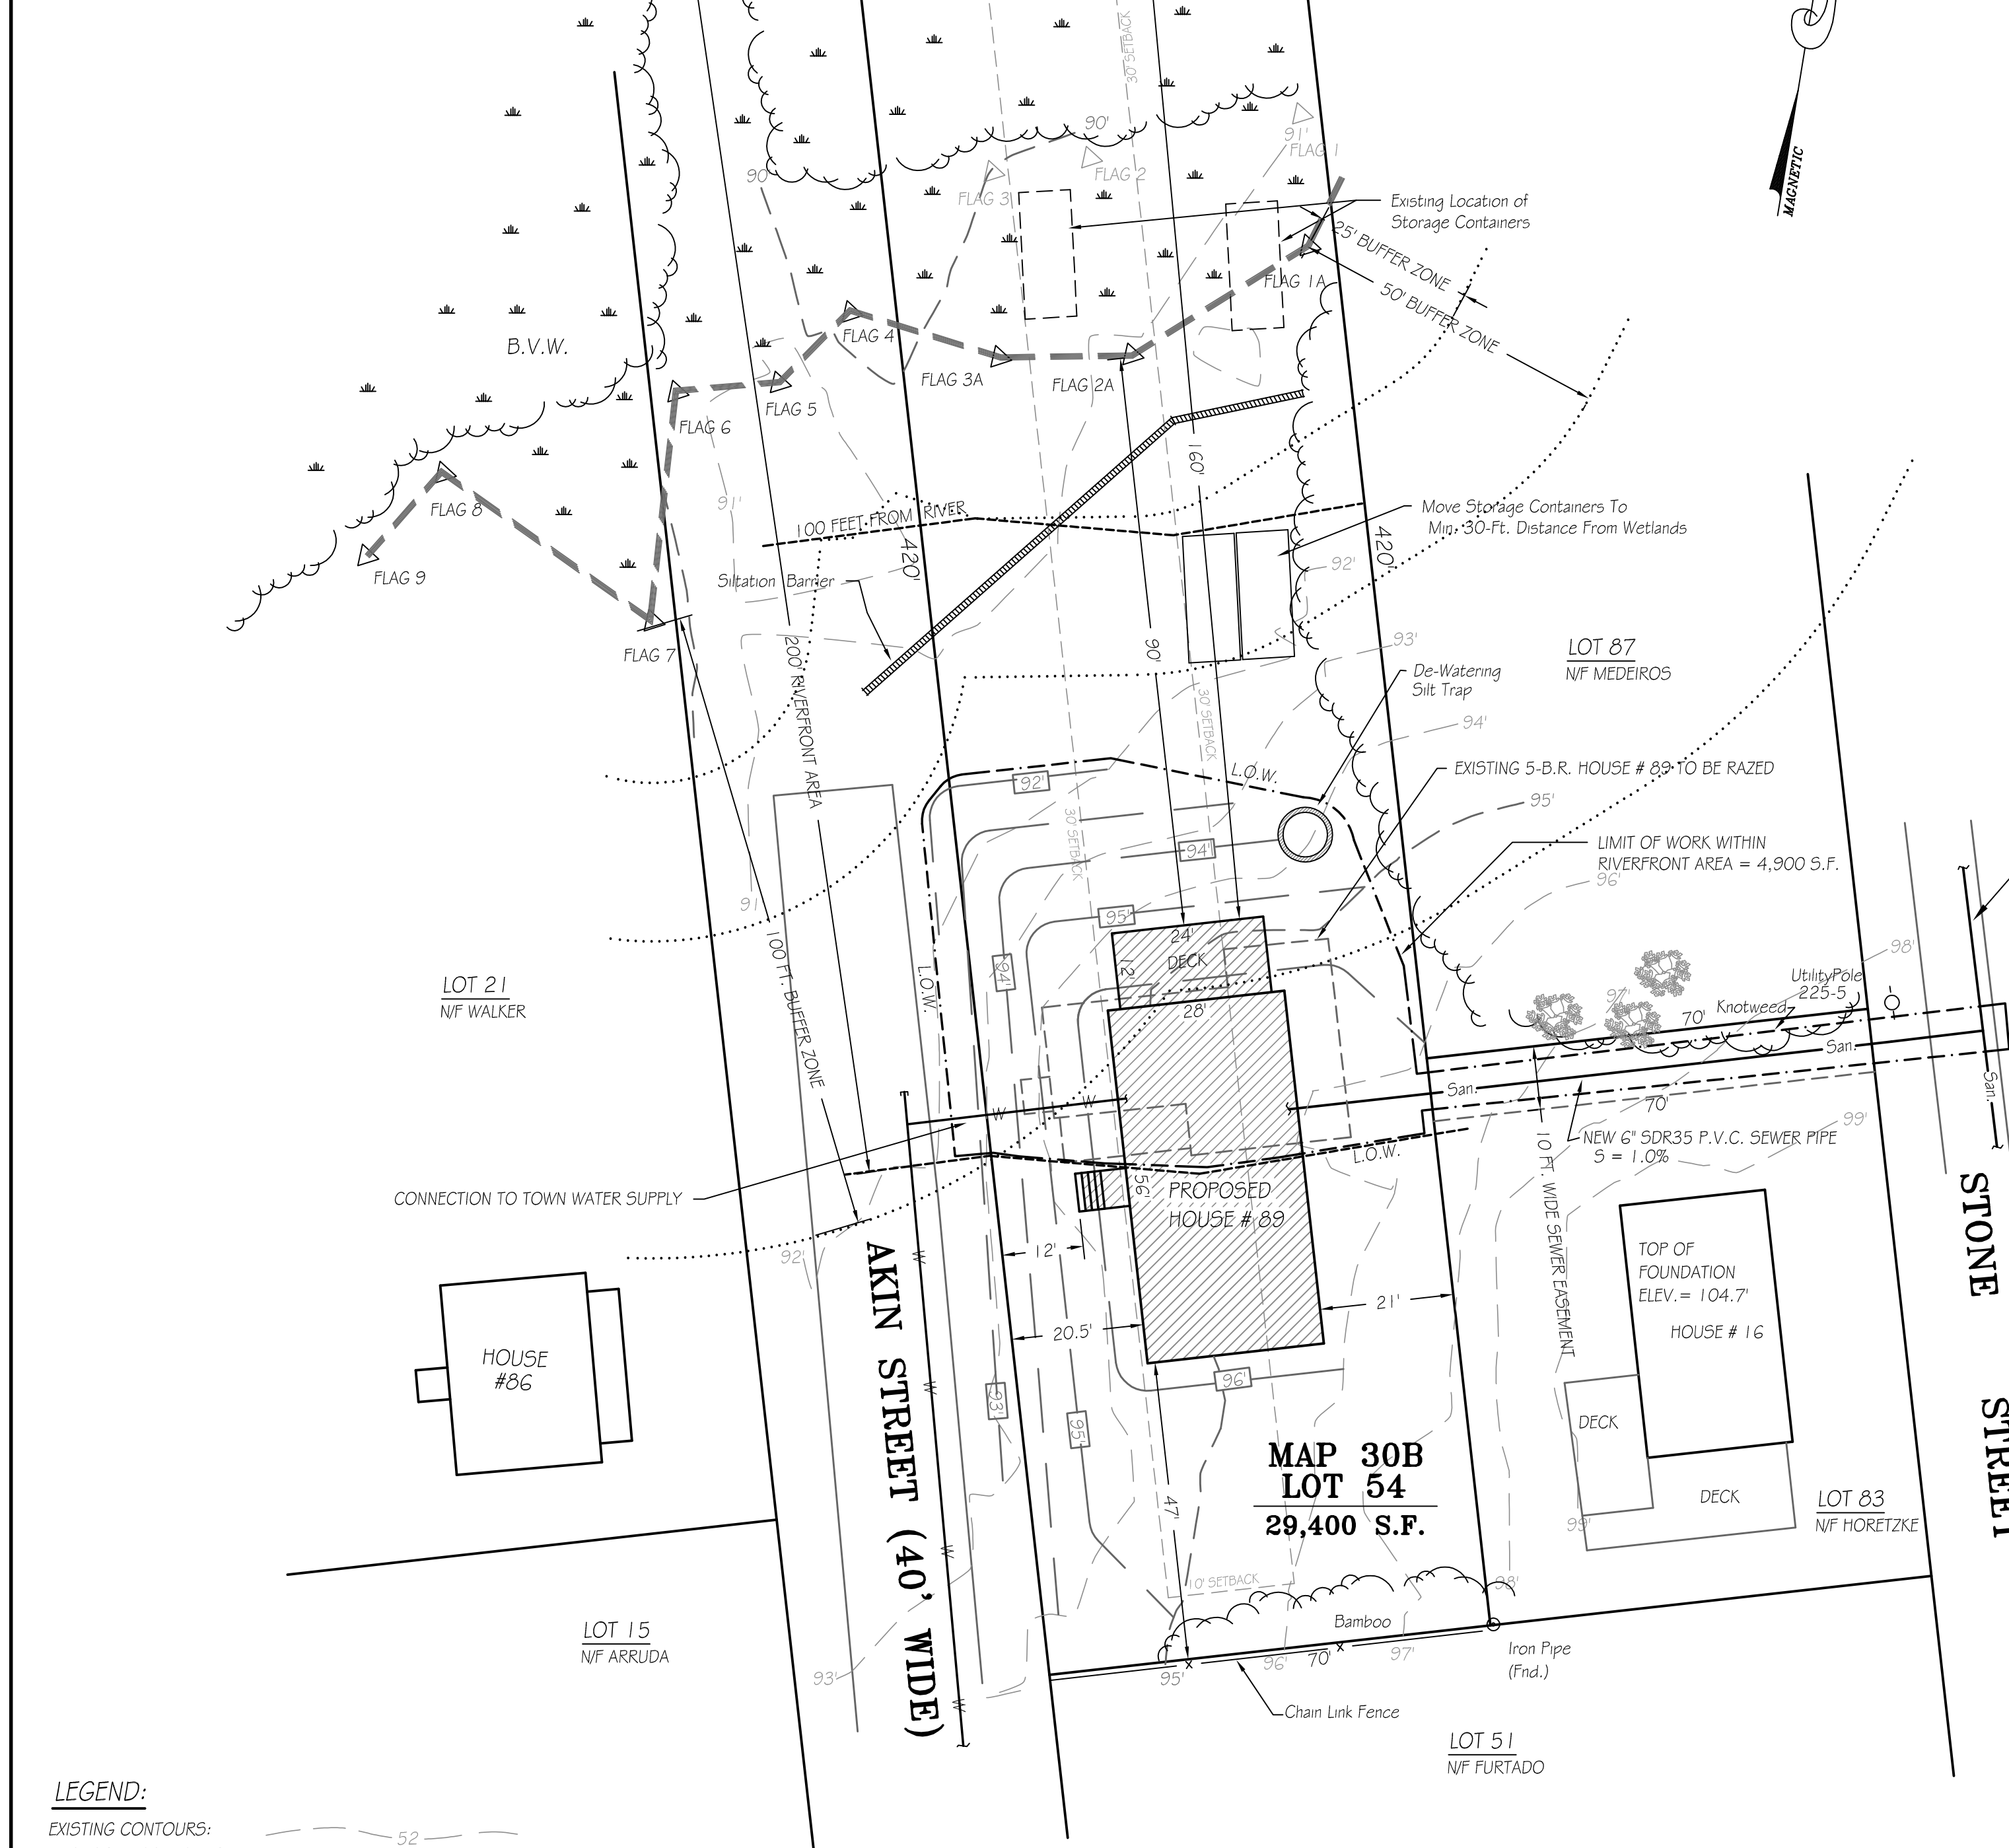 30' SETBACK
90'
91'
FLAG 1
FLAG 2
FLAG 3
90'
MAGNETIC
Existing Location of
Storage Containers
25' BUFFER ZONE
50' BUFFER ZONE
FLAG 1A
FLAG 4
FLAG 3A
FLAG 2A
B.V.W.
FLAG 5
FLAG 6
FLAG 8
FLAG 9
FLAG 7
91'
160'
100 FEET FROM RIVER
420'
420'
Move Storage Containers To
Min. 30-Ft. Distance From Wetlands
92'
Siltation Barrier
200' RIVERFRONT AREA
90'
93'
LOT 87
N/F MEDEIROS
De-Watering
Silt Trap
30' SETBACK
94'
L.O.W.
92'
EXISTING 5-B.R. HOUSE # 89 TO BE RAZED
95'
30' SETBACK
94'
LIMIT OF WORK WITHIN
RIVERFRONT AREA = 4,900 S.F.
96'
91'
95'
24'
DECK
12'
94'
L.O.W.
100 FT. BUFFER ZONE
98'
LOT 21
N/F WALKER
97'
Utility Pole
225-5
Knotweed
70'
28'
San.
San.
San.
W
W
70'
99'
NEW 6" SDR35 P.V.C. SEWER PIPE
S = 1.0%
10 FT. WIDE SEWER EASEMENT
L.O.W.
CONNECTION TO TOWN WATER SUPPLY
56'
PROPOSED
HOUSE # 89
STONE STREET
TOP OF
FOUNDATION
ELEV.= 104.7'
HOUSE # 16
92'
W
12'
21'
20.5'
AKIN STREET (40' WIDE)
HOUSE
#86
96'
W
93'
95'
DECK
MAP 30B
LOT 54
29,400 S.F.
47'
DECK
LOT 83
N/F HORETZKE
99'
W
10' SETBACK
98'
Bamboo
LOT 15
N/F ARRUDA
93'
W
95'
96'
70'
97'
Iron Pipe
(Fnd.)
Chain Link Fence
LOT 51
N/F FURTADO
LEGEND:
EXISTING CONTOURS:
52